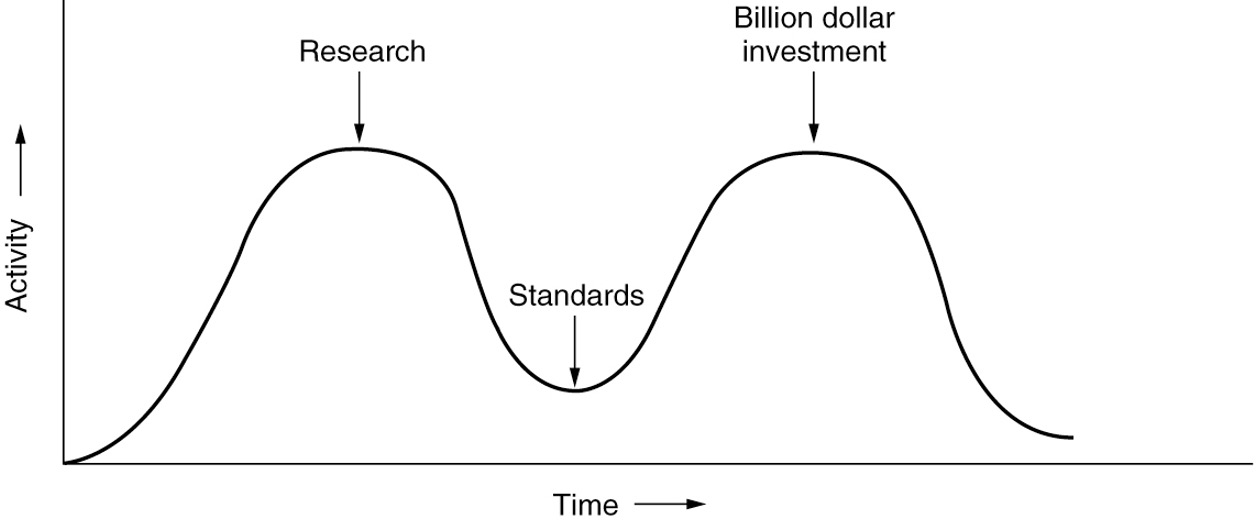 Billion dollar
investment
Research
Standards
Activity
Time